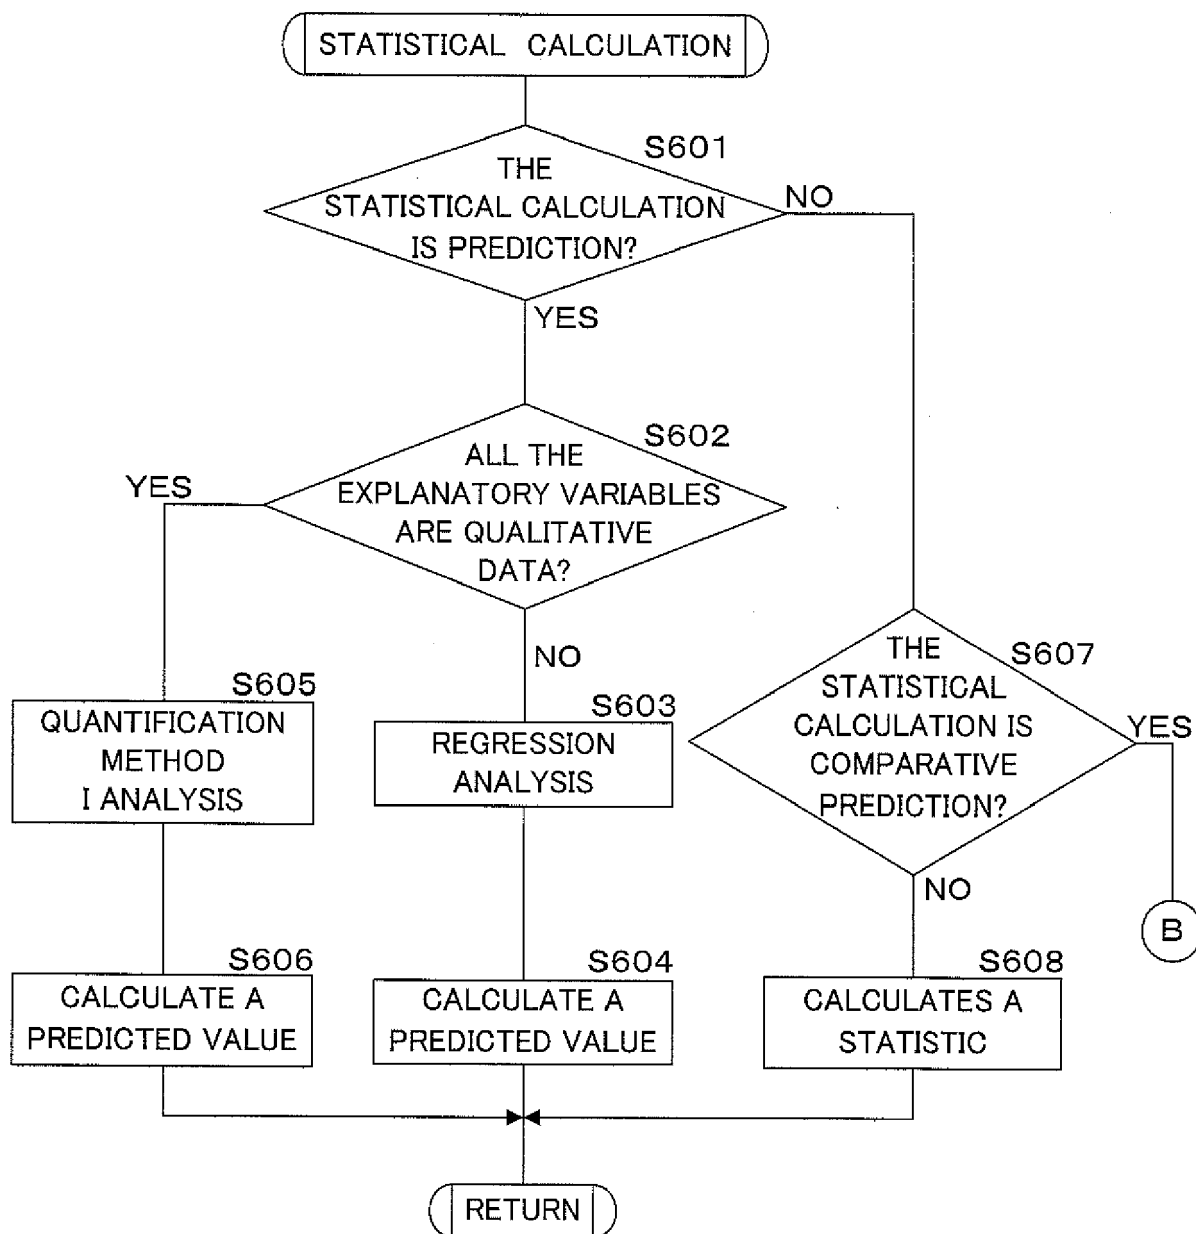 STATISTICAL CALCULATION
S601
THE
STATISTICAL CALCULATION
IS PREDICTION?
NO
YES
S602
ALL THE
EXPLANATORY VARIABLES
ARE QUALITATIVE
DATA?
YES
NO
S605
QUANTIFICATION
METHOD
I ANALYSIS
S603
REGRESSION
ANALYSIS
S607
THE
STATISTICAL
CALCULATION IS
COMPARATIVE
PREDICTION?
YES
NO
B
S606
CALCULATE A
PREDICTED VALUE
S604
CALCULATE A
PREDICTED VALUE
S608
CALCULATES A
STATISTIC
RETURN